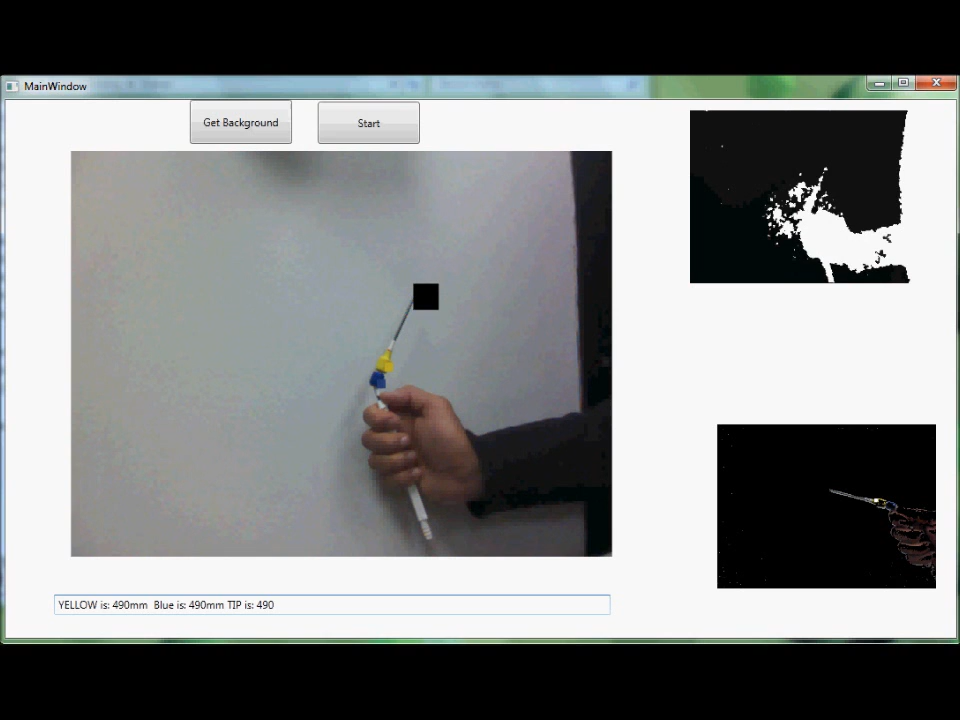 MainWindow
Get Background
Start
YELLOW is: 490mm  Blue is: 490mm TIP is: 490